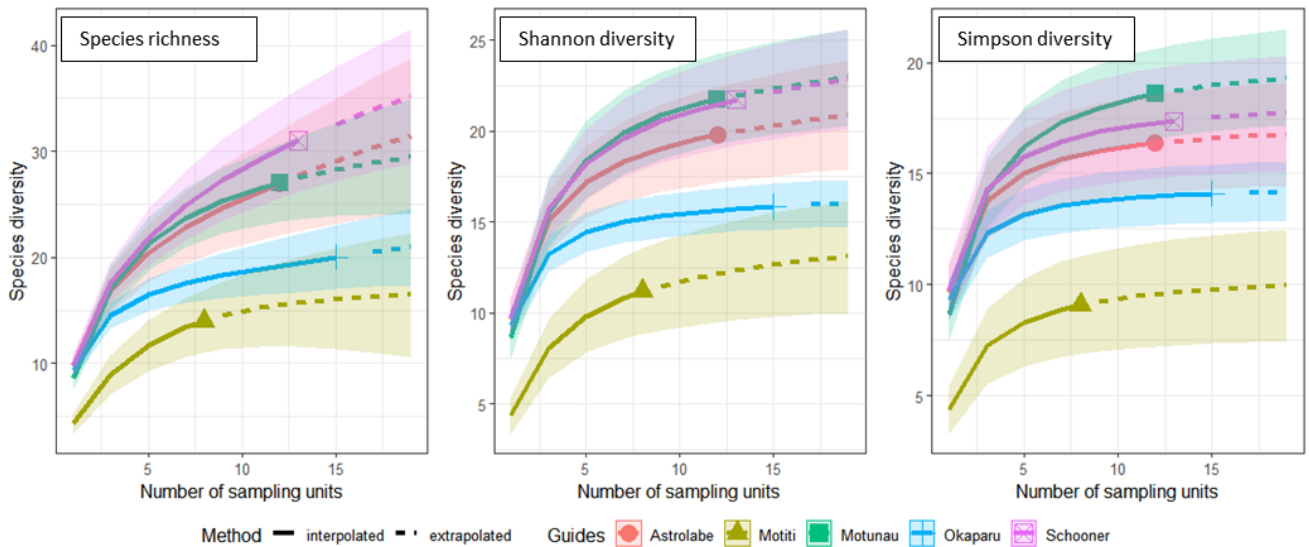 Species richness
Shannon diversity
Simpson diversity
Species diversity
40
30
20
10
5
10
15
Number of sampling units
Species diversity
25
20
15
10
5
5
10
15
Number of sampling units
Species diversity
20
15
10
5
5
10
15
Number of sampling units
Method interpolated extrapolated Guides Astrolabe Motiti Motunau Okaparu Schooner